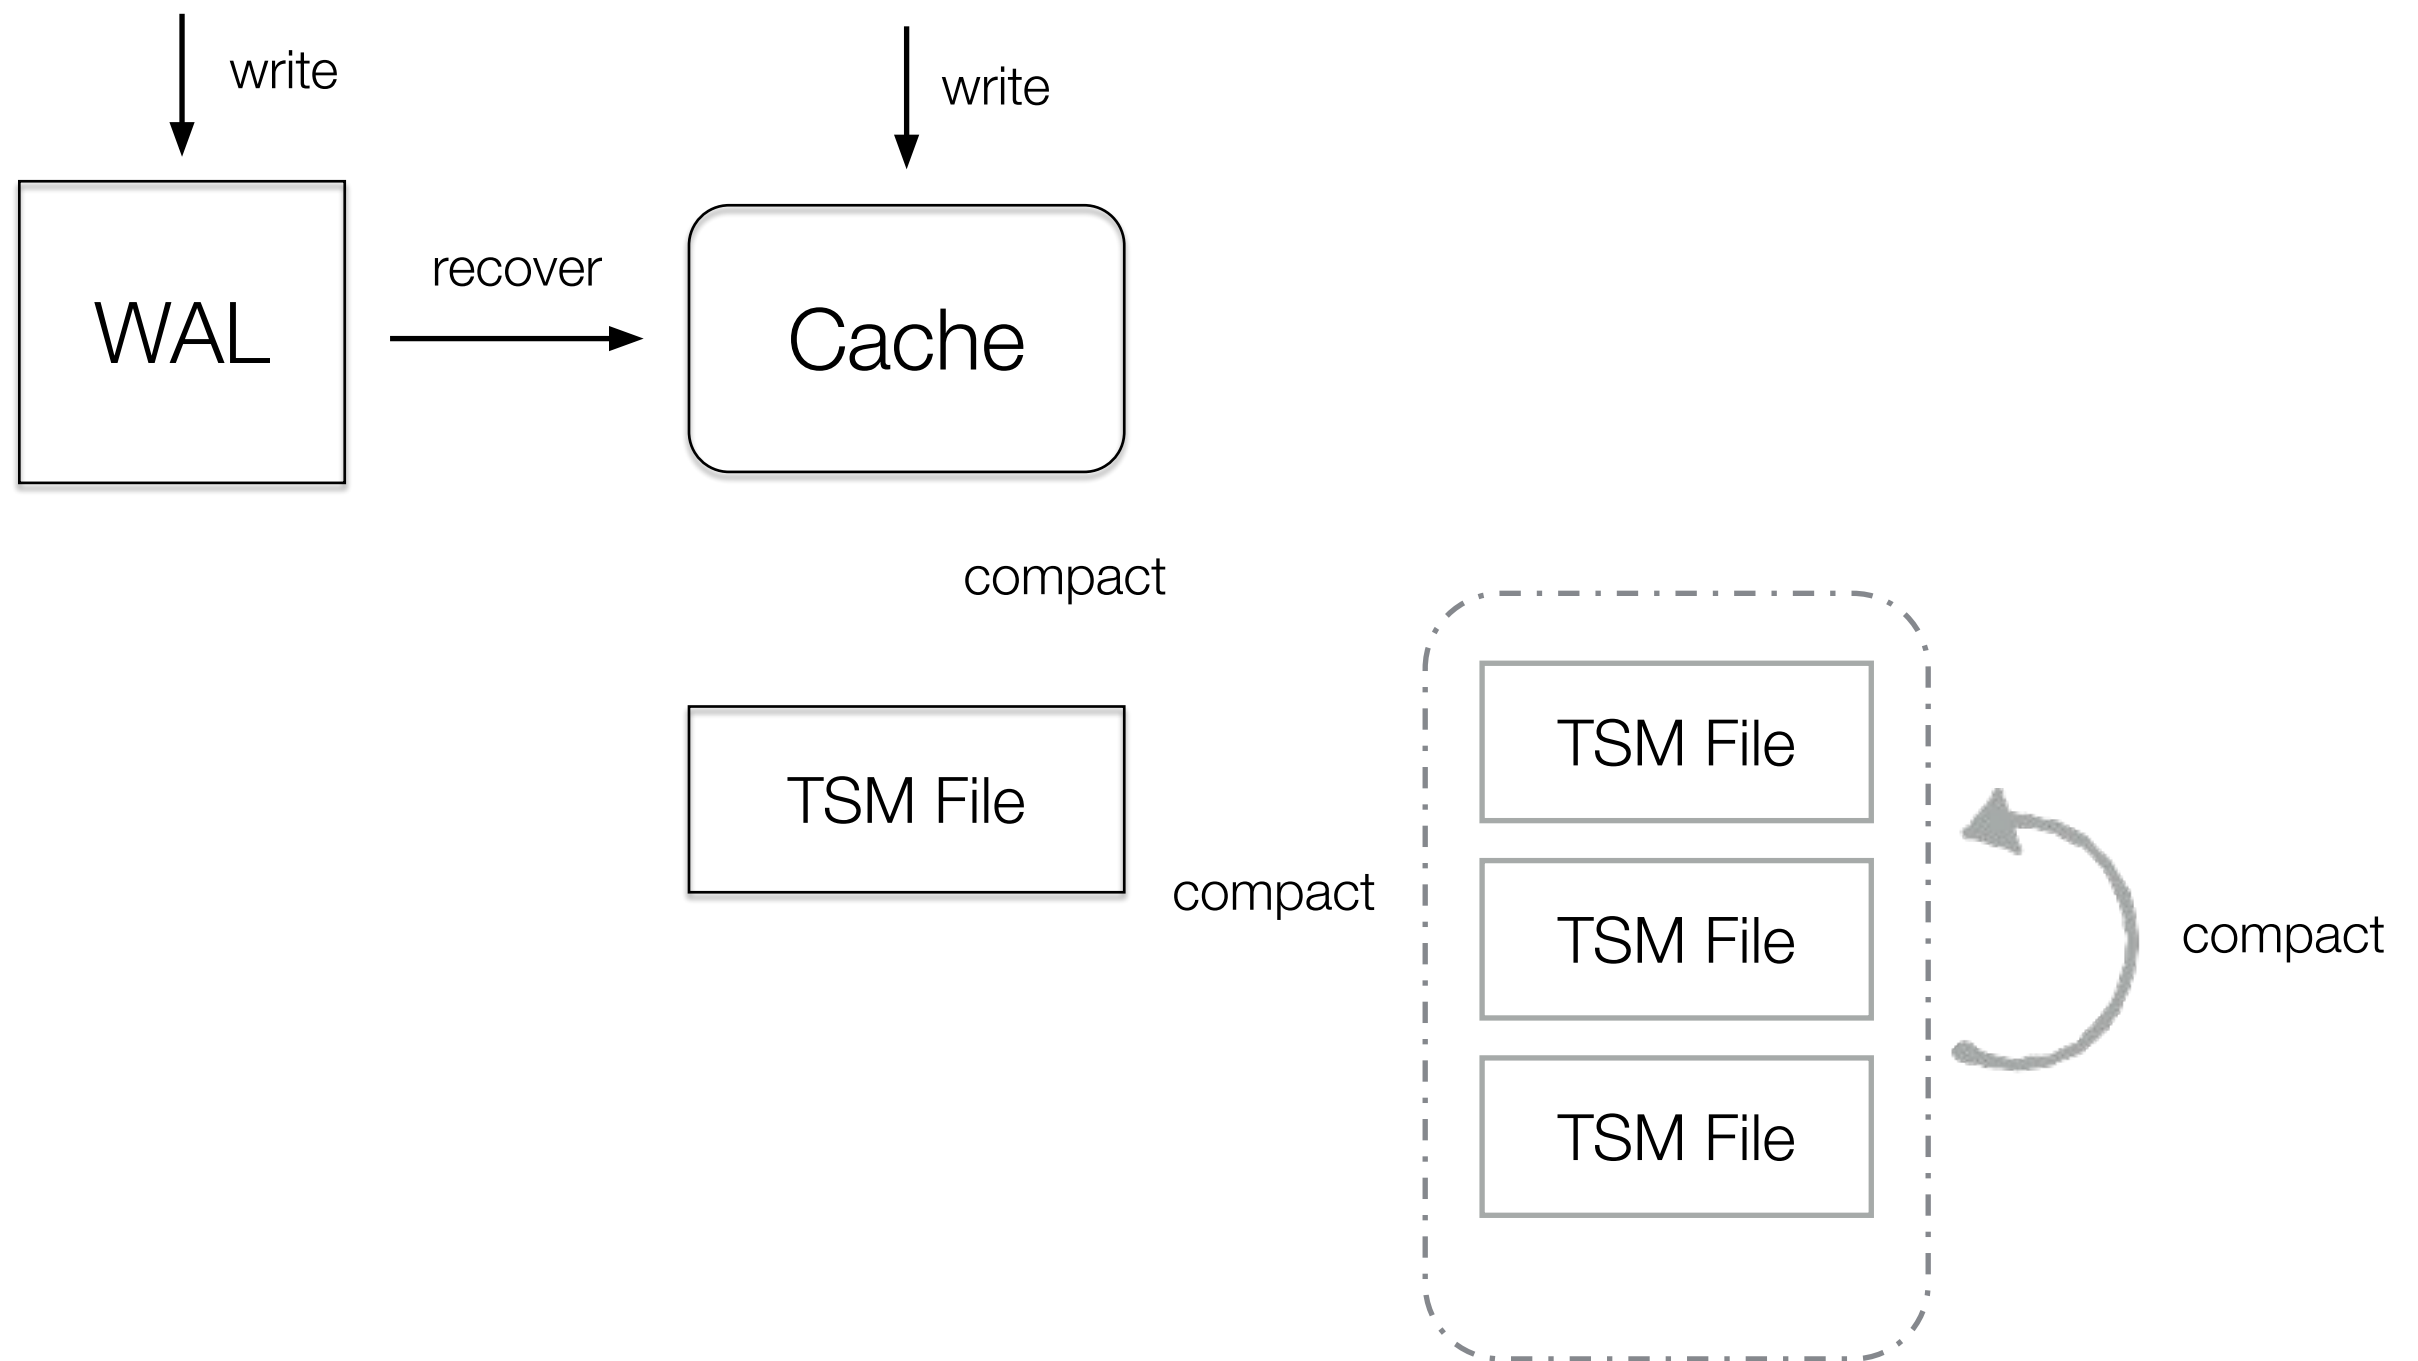 write
write
WAL
recover
Cache
compact
TSM File
compact
TSM File
TSM File
TSM File
compact